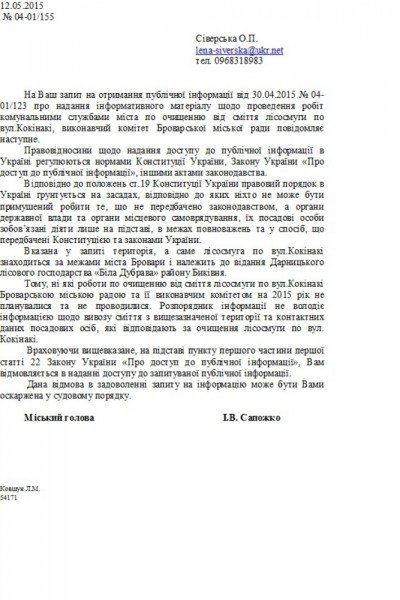 12.05.2015
№ 04-01/155
Сіверська О.П.
lena-siverska@ukr.net
тел. 0968318983
На Ваш запит на отримання публічної інформації від 30.04.2015 № 04-
01/123 про надання інформативного матеріалу щодо проведення робіт
комунальними службами міста по очищенню від сміття лісосмуги по
вул.Кокінакі, виконавчий комітет Броварської міської ради повідомляє
наступне.
Правовідносини щодо надання доступу до публічної інформації в
Україні регулюються нормами Конституції України, Закону України «Про
доступ до публічної інформації», іншими актами законодавства.
Відповідно до положень ст.19 Конституції України правовий порядок в
Україні ґрунтується на засадах, відповідно до яких ніхто не може бути
примушений робити те, що не передбачено законодавством, а органи
державної влади та органи місцевого самоврядування, їх посадові особи
зобов'язані діяти лише на підставі, в межах повноважень та у спосіб, що
передбачені Конституцією та законами України.
Вказана у запиті територія, а саме лісосмуга по вул.Кокінакі
знаходиться за межами міста Бровари і належить до відання Дарницького
лісового господарства «Біла Дубрава» району Биківня.
Тому, ні які роботи по очищенню від сміття лісосмуги по вул.Кокінакі
Броварською міською радою та її виконавчим комітетом на 2015 рік не
планувалися та не проводилися. Розпорядник інформації не володіє
інформацією щодо вивозу сміття з вищезазначеної території та контактних
даних посадових осіб, які відповідають за очищення лісосмуги по вул.
Кокінакі.
Враховуючи вищевказане, на підставі пункту першого частини першої
статті 22 Закону України «Про доступ до публічної інформації», Вам
відмовляється в наданні доступу до запитуваної публічної інформації.
Дана відмова в задоволенні запиту на інформацію може бути Вами
оскаржена у судовому порядку.
Міський голова І.В. Сапожко
Ковщук Л.М.
54171